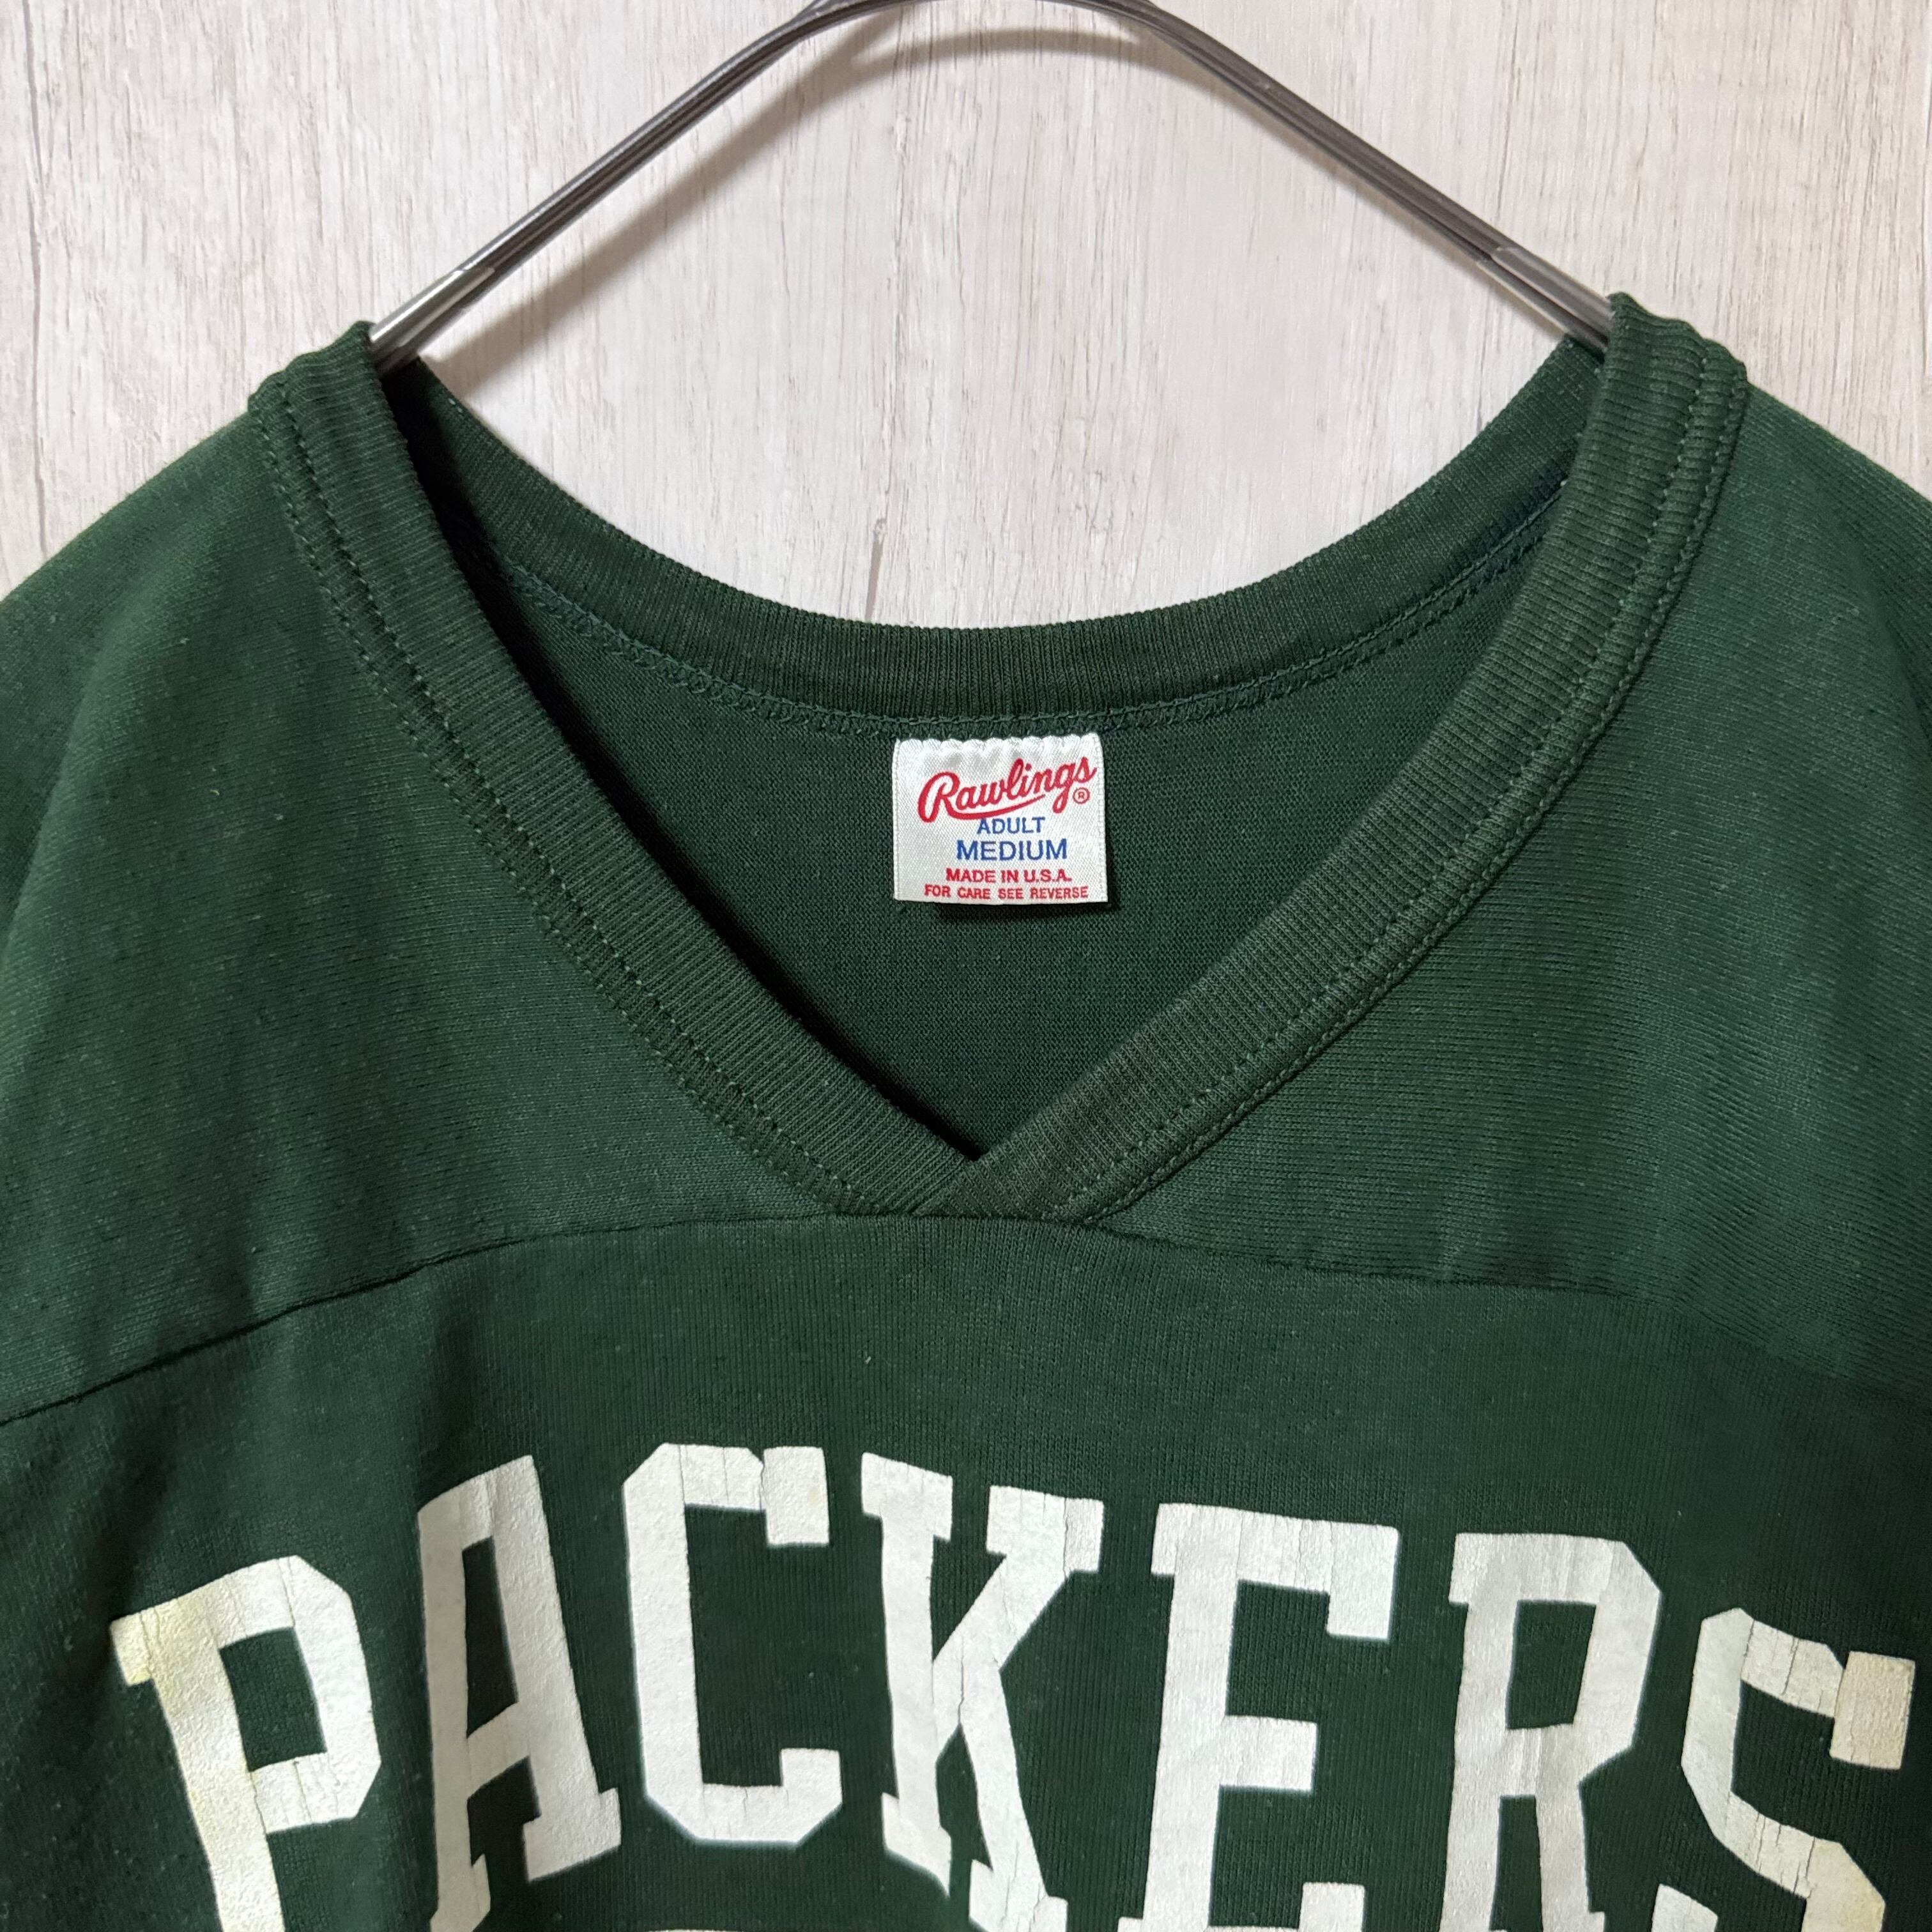 Rawlings®
ADULT
MEDIUM
MADE IN U.S.A.
FOR CARE SEE REVERSE
PACKERS